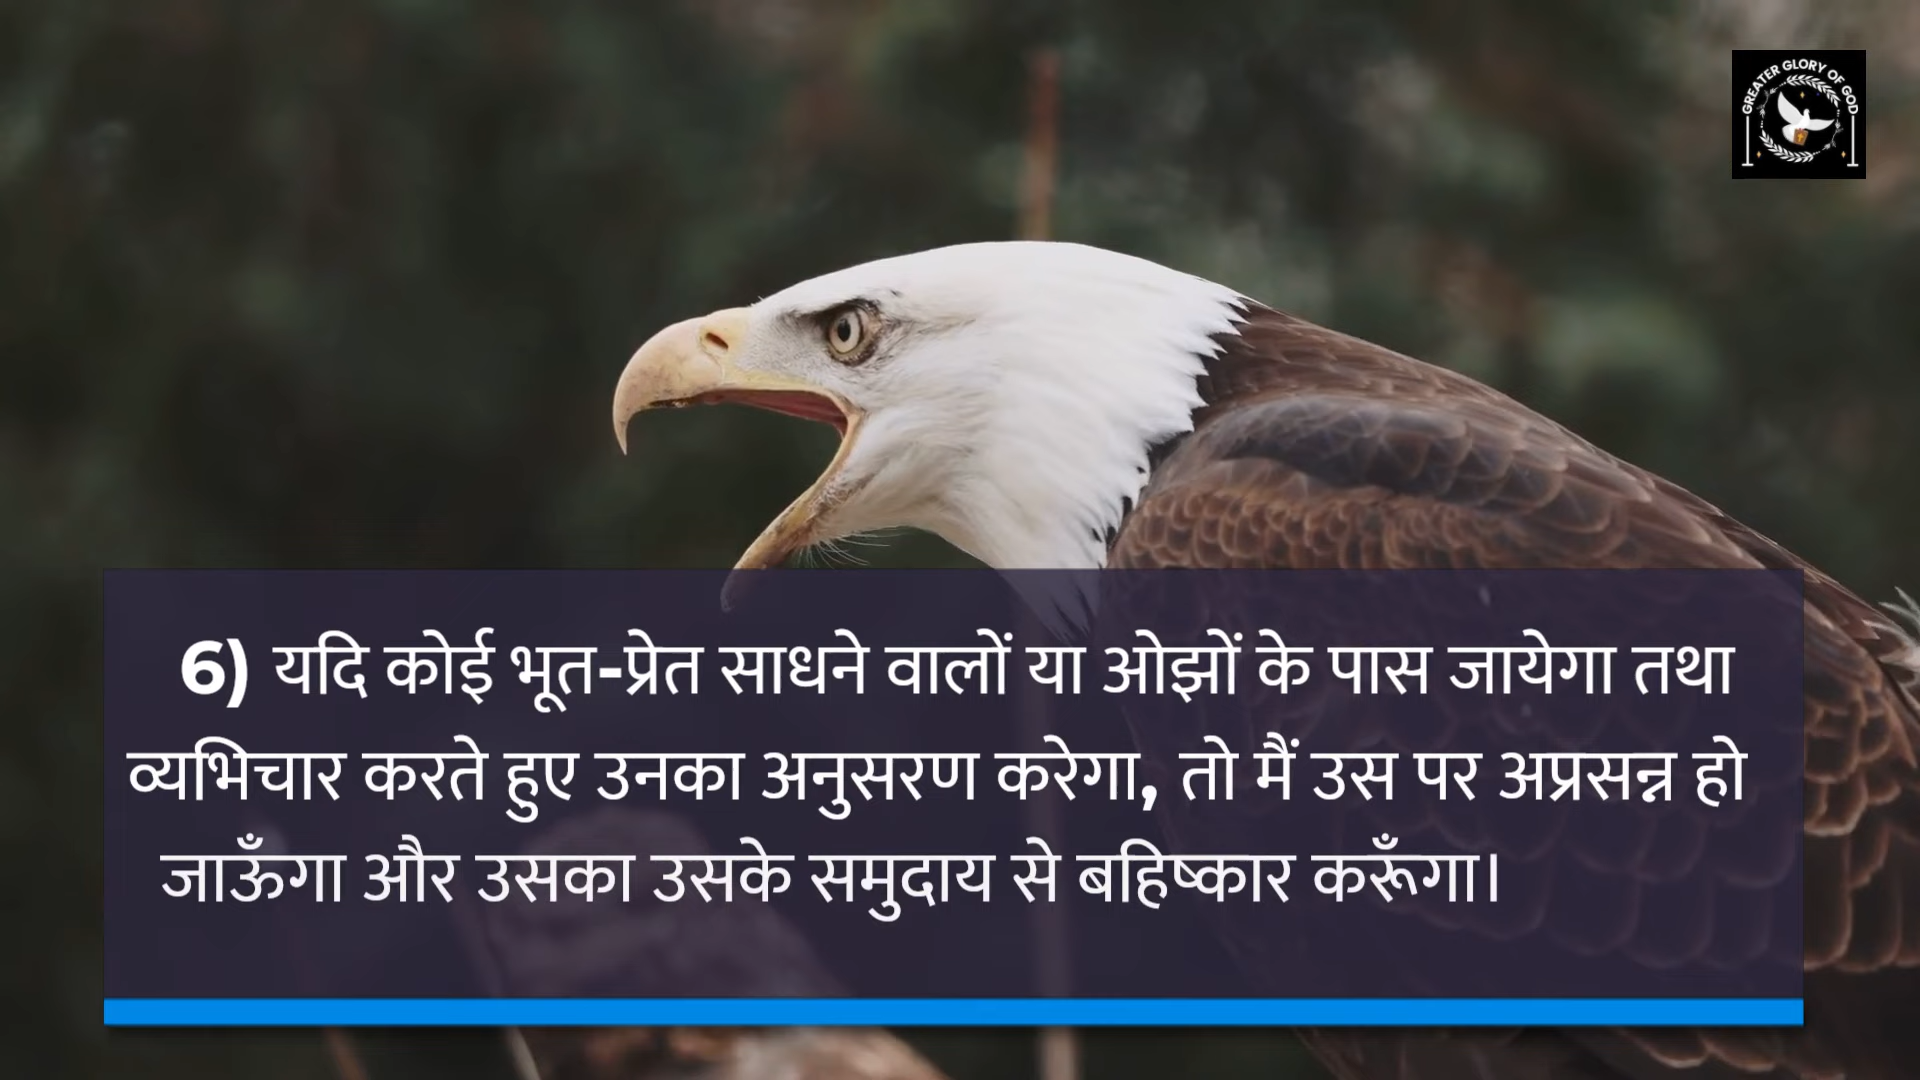 GREATER GLORY OF GOD
6) यदि कोई भूत-प्रेत साधने वालों या ओझों के पास जायेगा तथा
व्यभिचार करते हुए उनका अनुसरण करेगा, तो मैं उस पर अप्रसन्न हो
जाऊँगा और उसका उसके समुदाय से बहिष्कार करूँगा।